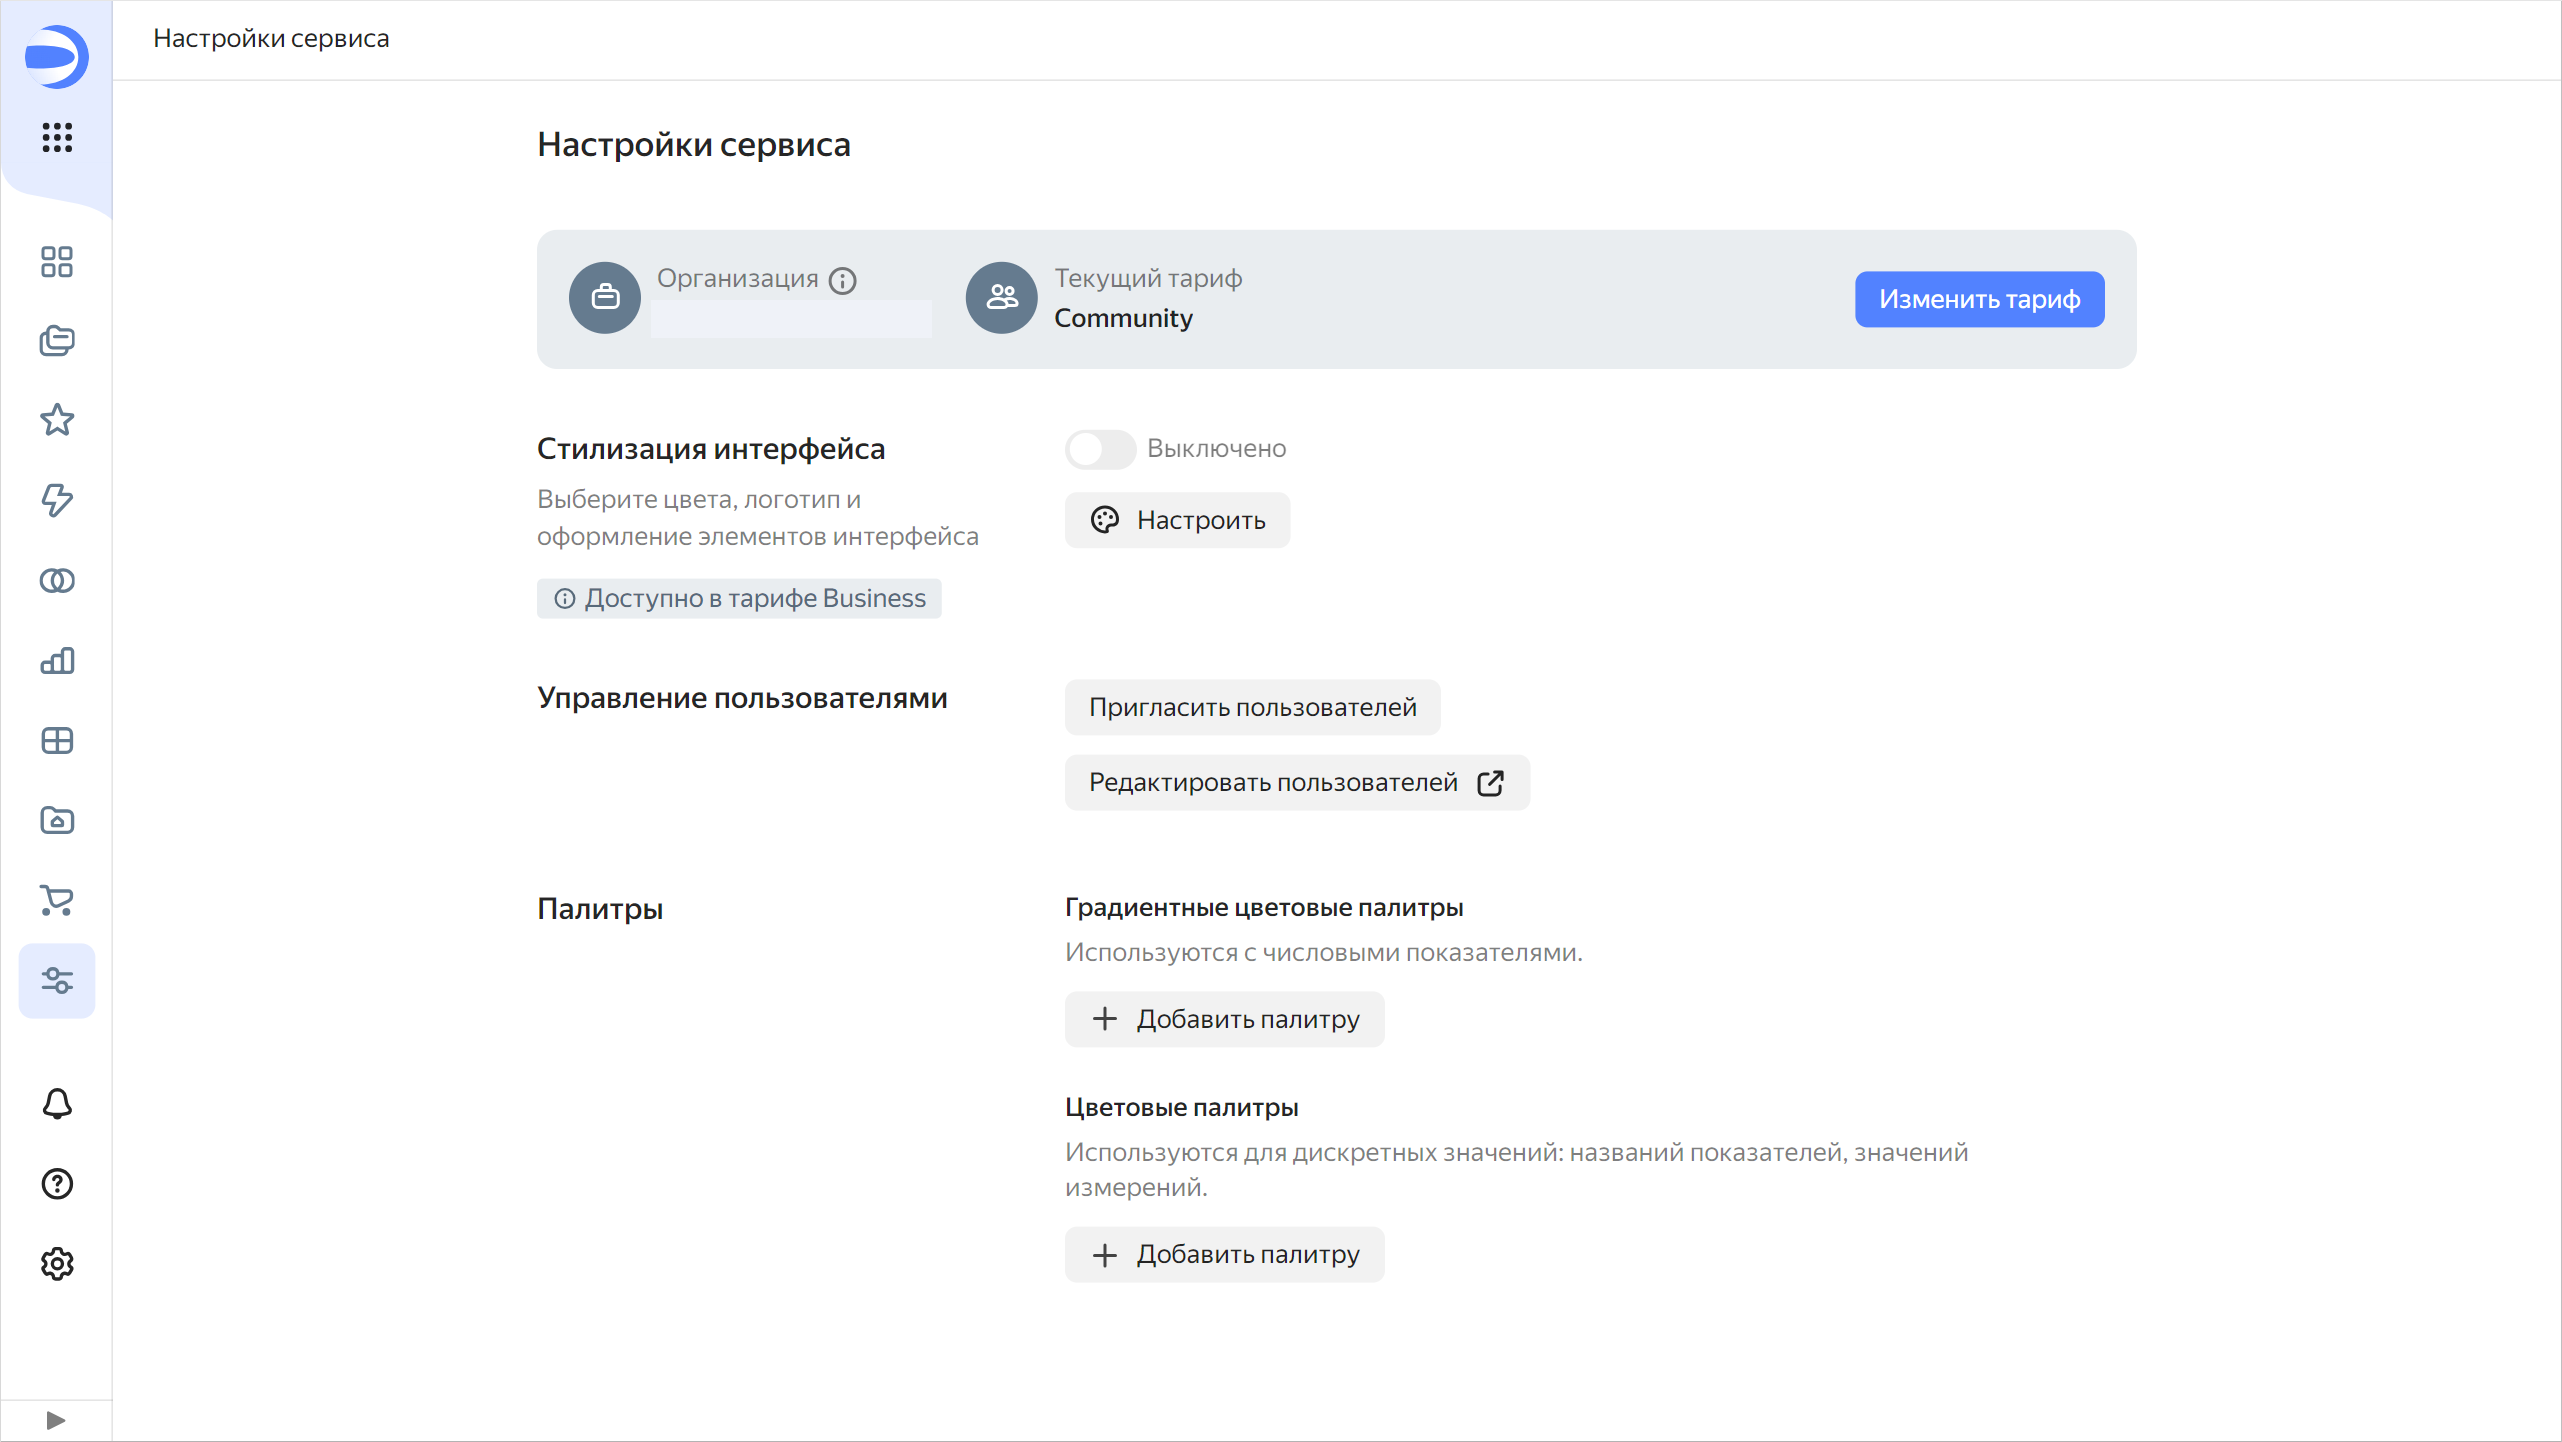 Настройки сервиса
Настройки сервиса
Организация
Текущий тариф
Community
Изменить тариф
Стилизация интерфейса
Выключено
Выберите цвета, логотип и
оформление элементов интерфейса
Настроить
Доступно в тарифе Business
Управление пользователями
Пригласить пользователей
Редактировать пользователей
Палитры
Градиентные цветовые палитры
Используются с числовыми показателями.
Добавить палитру
Цветовые палитры
Используются для дискретных значений: названий показателей, значений
измерений.
Добавить палитру